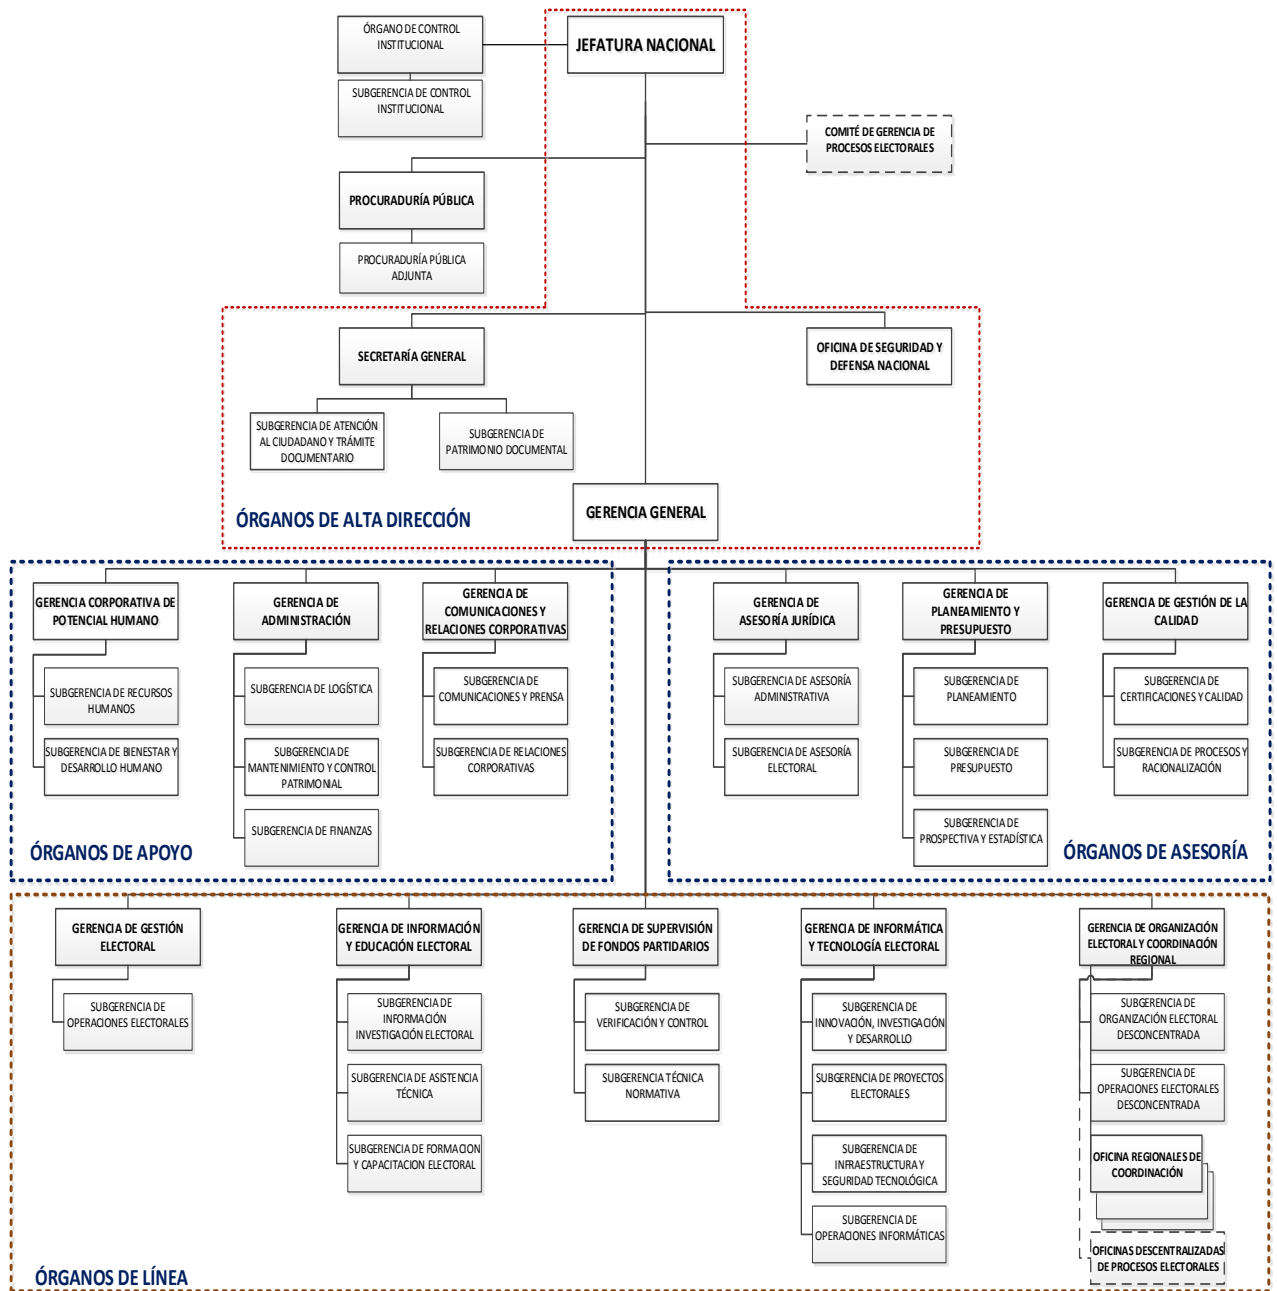 ÓRGANO DE CONTROL
INSTITUCIONAL
JEFATURA NACIONAL
SUBGERENCIA DE CONTROL
INSTITUCIONAL
COMITÉ DE GERENCIA DE
PROCESOS ELECTORALES
PROCURADURÍA PÚBLICA
PROCURADURÍA PÚBLICA
ADJUNTA
SECRETARÍA GENERAL
OFICINA DE SEGURIDAD Y
DEFENSA NACIONAL
SUBGERENCIA DE ATENCIÓN
AL CIUDADANO Y TRÁMITE
DOCUMENTARIO
SUBGERENCIA DE
PATRIMONIO DOCUMENTAL
GERENCIA GENERAL
ÓRGANOS DE ALTA DIRECCIÓN
GERENCIA CORPORATIVA DE
POTENCIAL HUMANO
SUBGERENCIA DE RECURSOS
HUMANOS
SUBGERENCIA DE BIENESTAR Y
DESARROLLO HUMANO
GERENCIA DE
ADMINISTRACIÓN
SUBGERENCIA DE LOGÍSTICA
SUBGERENCIA DE
MANTENIMIENTO Y CONTROL
PATRIMONIAL
SUBGERENCIA DE FINANZAS
GERENCIA DE
COMUNICACIONES Y
RELACIONES CORPORATIVAS
SUBGERENCIA DE
COMUNICACIONES Y PRENSA
SUBGERENCIA DE RELACIONES
CORPORATIVAS
ÓRGANOS DE APOYO
GERENCIA DE
ASESORÍA JURÍDICA
SUBGERENCIA DE ASESORÍA
ADMINISTRATIVA
SUBGERENCIA DE ASESORÍA
ELECTORAL
GERENCIA DE
PLANEAMIENTO Y
PRESUPUESTO
SUBGERENCIA DE
PLANEAMIENTO
SUBGERENCIA DE
PRESUPUESTO
SUBGERENCIA DE
PROSPECTIVA Y ESTADÍSTICA
GERENCIA DE GESTIÓN DE LA
CALIDAD
SUBGERENCIA DE
CERTIFICACIONES Y CALIDAD
SUBGERENCIA DE PROCESOS Y
RACIONALIZACIÓN
ÓRGANOS DE ASESORÍA
GERENCIA DE GESTIÓN
ELECTORAL
SUBGERENCIA DE
OPERACIONES ELECTORALES
GERENCIA DE INFORMACIÓN
Y EDUCACIÓN ELECTORAL
SUBGERENCIA DE
INFORMACIÓN
INVESTIGACIÓN ELECTORAL
SUBGERENCIA DE ASISTENCIA
TÉCNICA
SUBGERENCIA DE FORMACION
Y CAPACITACION ELECTORAL
GERENCIA DE SUPERVISIÓN
DE FONDOS PARTIDARIOS
SUBGERENCIA DE
VERIFICACIÓN Y CONTROL
SUBGERENCIA TÉCNICA
NORMATIVA
GERENCIA DE INFORMÁTICA
Y TECNOLOGÍA ELECTORAL
SUBGERENCIA DE
INNOVACIÓN, INVESTIGACIÓN
Y DESARROLLO
SUBGERENCIA DE PROYECTOS
ELECTORALES
SUBGERENCIA DE
INFRAESTRUCTURA Y
SEGURIDAD TECNOLÓGICA
SUBGERENCIA DE
OPERACIONES INFORMÁTICAS
GERENCIA DE ORGANIZACIÓN
ELECTORAL Y COORDINACIÓN
REGIONAL
SUBGERENCIA DE
ORGANIZACIÓN ELECTORAL
DESCONCENTRADA
SUBGERENCIA DE
OPERACIONES ELECTORALES
DESCONCENTRADA
OFICINA REGIONALES DE
COORDINACIÓN
OFICINAS DESCENTRALIZADAS
DE PROCESOS ELECTORALES
ÓRGANOS DE LÍNEA